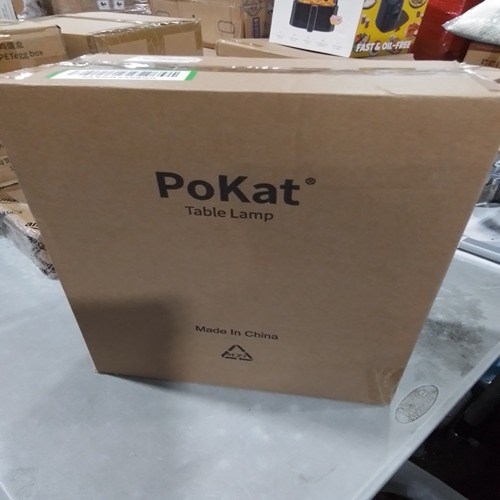 FAST & OIL-FREE
PoKat®
Table Lamp
Made In China